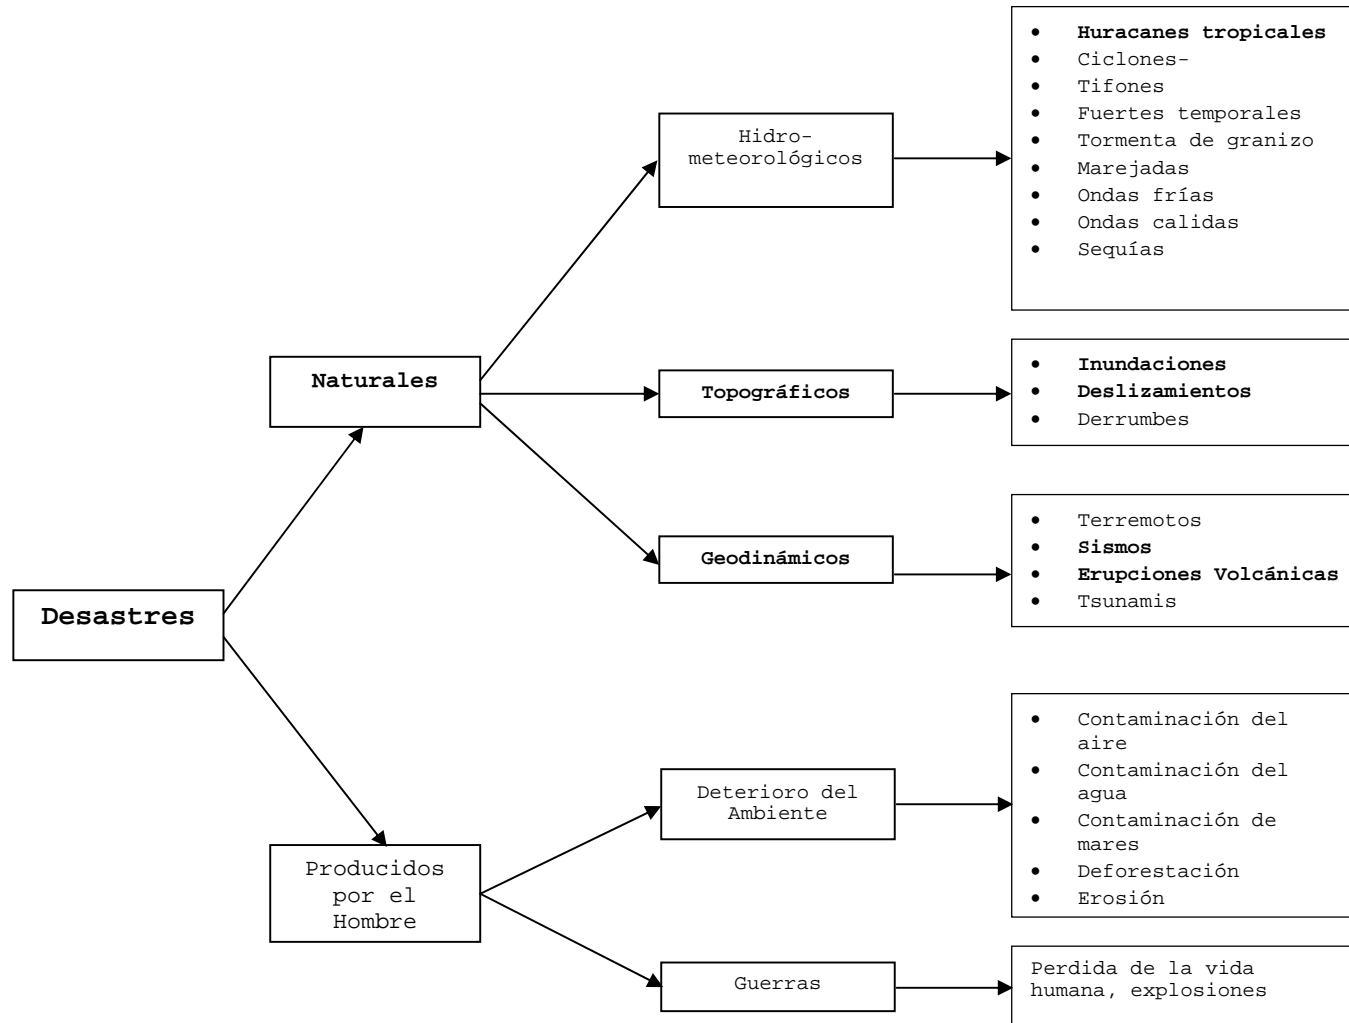 • Huracanes tropicales
• Ciclones-
• Tifones
• Fuertes temporales
• Tormenta de granizo
• Marejadas
• Ondas frías
• Ondas calidas
• Sequías
Hidro-
meteorológicos
Naturales
Topográficos
• Inundaciones
• Deslizamientos
• Derrumbes
Geodinámicos
• Terremotos
• Sismos
• Erupciones Volcánicas
• Tsunamis
Desastres
Deterioro del
Ambiente
• Contaminación del
aire
• Contaminación del
agua
• Contaminación de
mares
• Deforestación
• Erosión
Producidos
por el
Hombre
Guerras
Perdida de la vida
humana, explosiones